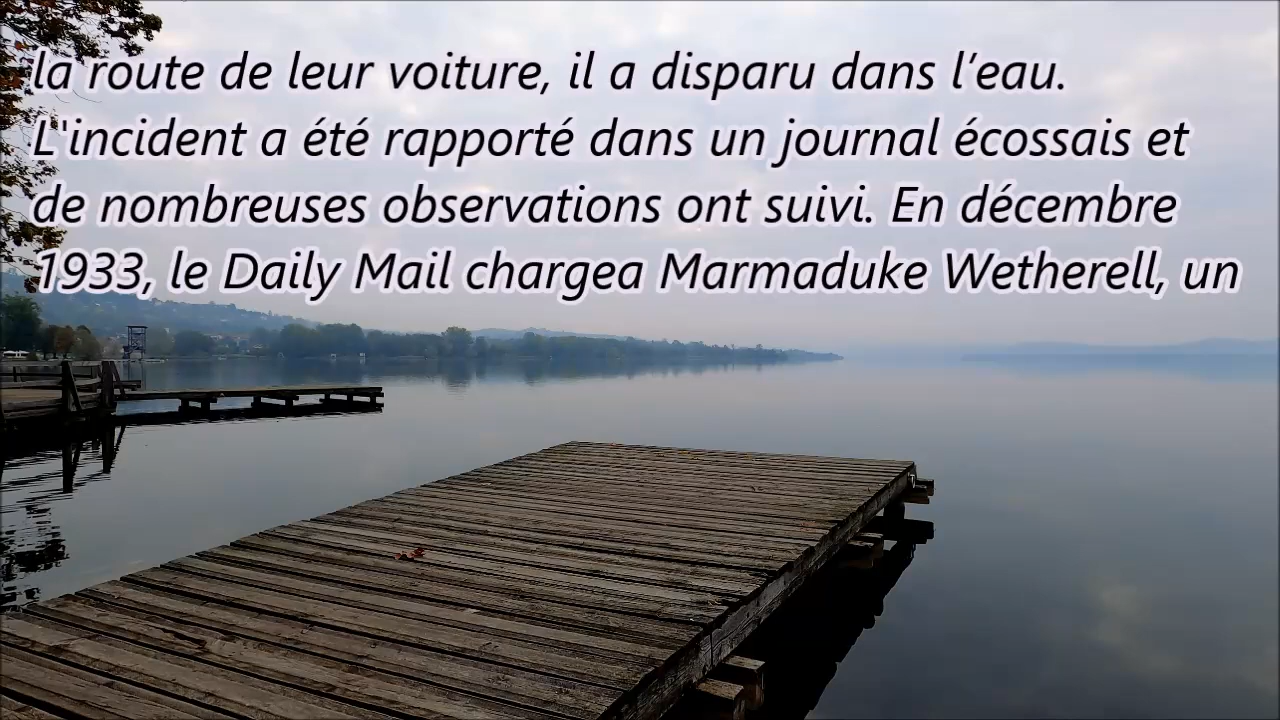 la route de leur voiture, il a disparu dans l’eau.
L'incident a été rapporté dans un journal écossais et
de nombreuses observations ont suivi. En décembre
1933, le Daily Mail chargea Marmaduke Wetherell, un